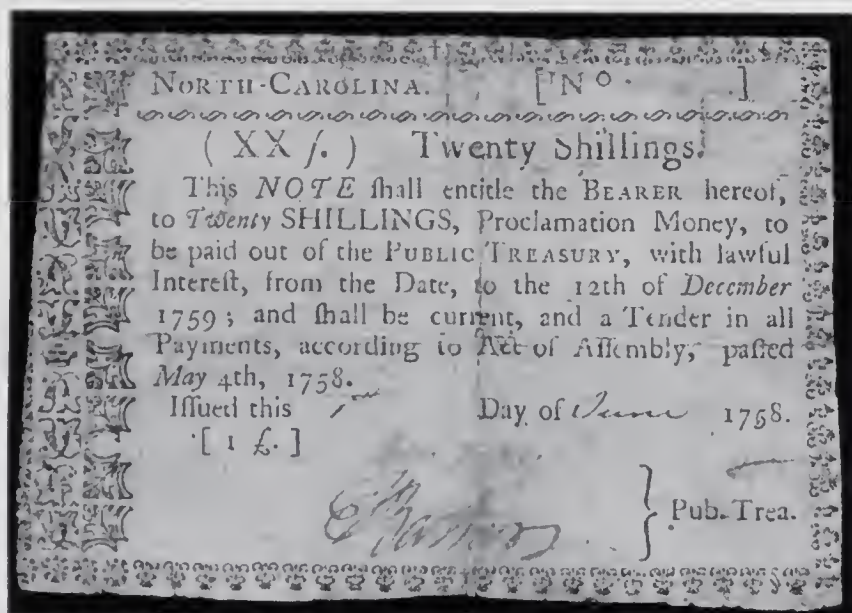 NORTH-CAROLINA. [N°. .]
(XX ſ.) Twenty Shillings.
This NOTE ſhall entitle the BEARER hereof,
to Twenty SHILLINGS, Proclamation Money, to
be paid out of the PUBLIC TREASURY, with lawful
Intereſt, from the Date, to the 12th of December
1759; and ſhall be current, and a Tender in all
Payments, according to Act of Aſſembly, paſſed
May 4th, 1758.
Iſſued this Day of June 1758.
[1 £.]
} Pub. Trea.